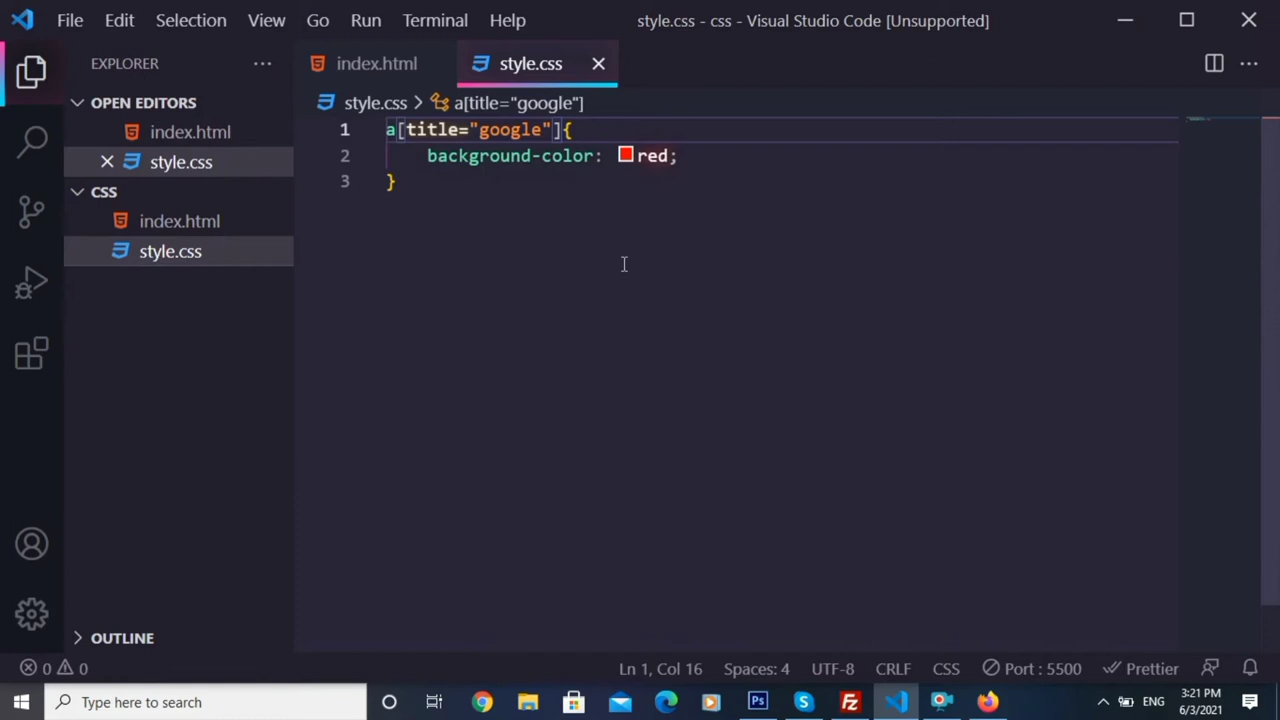 File Edit Selection View Go Run Terminal Help
style.css - css - Visual Studio Code [Unsupported]
EXPLORER
index.html
style.css
OPEN EDITORS
index.html
style.css
CSS
index.html
style.css
OUTLINE
style.css > a[title="google"]
1 a[title="google"]{
2 background-color: red;
3 }
0 0
Ln 1, Col 16 Spaces: 4 UTF-8 CRLF CSS Port : 5500 Prettier
Type here to search
ENG
3:21 PM
6/3/2021